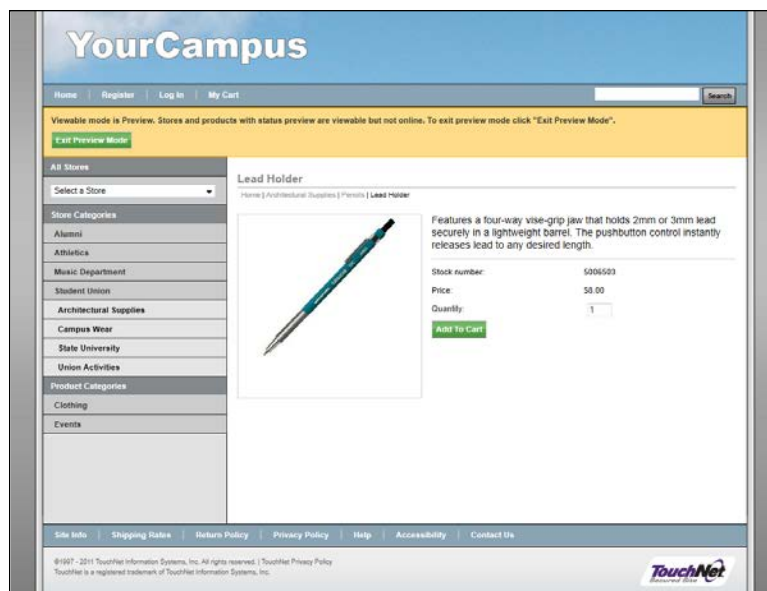 YourCampus
Home | Register | Log In | My Cart
Search
Viewable mode is Preview. Stores and products with status preview are viewable but not online. To exit preview mode click "Exit Preview Mode".
Exit Preview Mode
All Stores
Select a Store
Store Categories
Alumni
Athletics
Music Department
Student Union
Architectural Supplies
Campus Wear
State University
Union Activities
Product Categories
Clothing
Events
Lead Holder
Home | Architectural Supplies | Pencils | Lead Holder
Features a four-way vise-grip jaw that holds 2mm or 3mm lead
securely in a lightweight barrel. The pushbutton control instantly
releases lead to any desired length.
Stock number: 5006503
Price: $8.00
Quantity: 1
Add To Cart
Site Info | Shipping Rates | Return Policy | Privacy Policy | Help | Accessibility | Contact Us
©1997 - 2011 TouchNet Information Systems, Inc. All rights reserved. | TouchNet Privacy Policy
TouchNet is a registered trademark of TouchNet Information Systems, Inc.
TouchNet
Secured Site